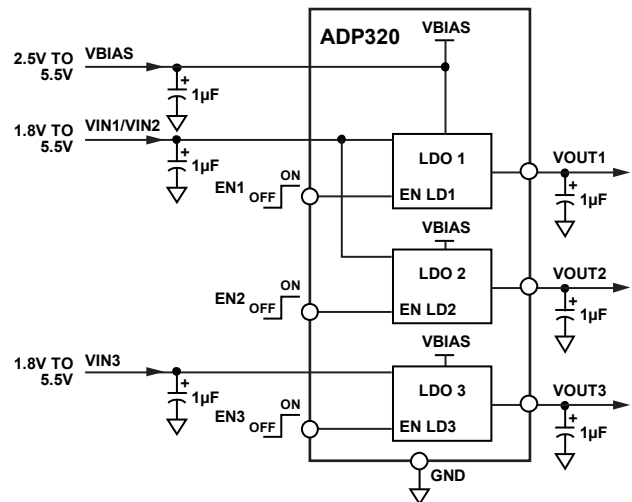 ADP320
VBIAS
2.5V TO
5.5V
VBIAS
+
1µF
1.8V TO
5.5V
VIN1/VIN2
+
1µF
LDO 1
EN LD1
EN1
OFF
ON
VOUT1
+
1µF
VBIAS
LDO 2
EN LD2
EN2
OFF
ON
VOUT2
+
1µF
VBIAS
1.8V TO
5.5V
VIN3
+
1µF
LDO 3
EN LD3
EN3
OFF
ON
VOUT3
+
1µF
GND